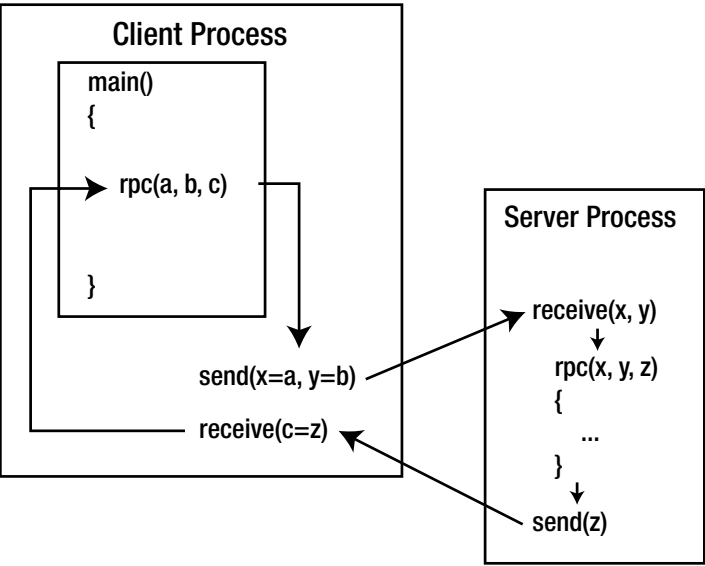 Client Process
main()
{
rpc(a, b, c)
}
send(x=a, y=b)
receive(c=z)
Server Process
receive(x, y)
rpc(x, y, z)
{
...
}
send(z)